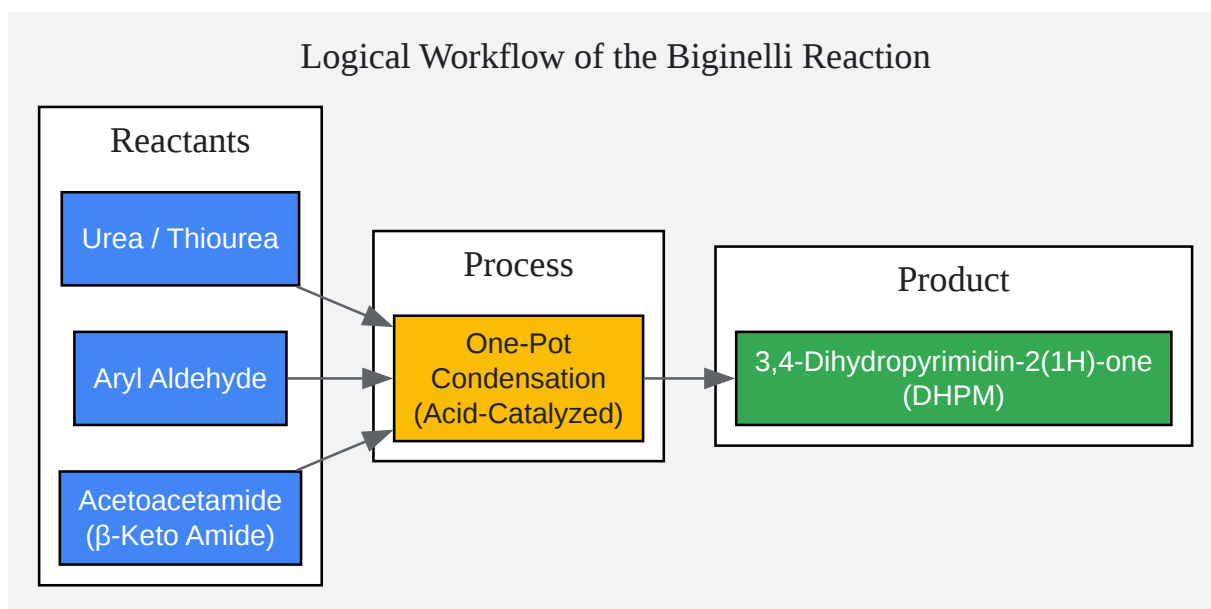 Logical Workflow of the Biginelli Reaction
Reactants
Urea / Thiourea
Aryl Aldehyde
Acetoacetamide
(β-Keto Amide)
Process
One-Pot
Condensation
(Acid-Catalyzed)
Product
3,4-Dihydropyrimidin-2(1H)-one
(DHPM)